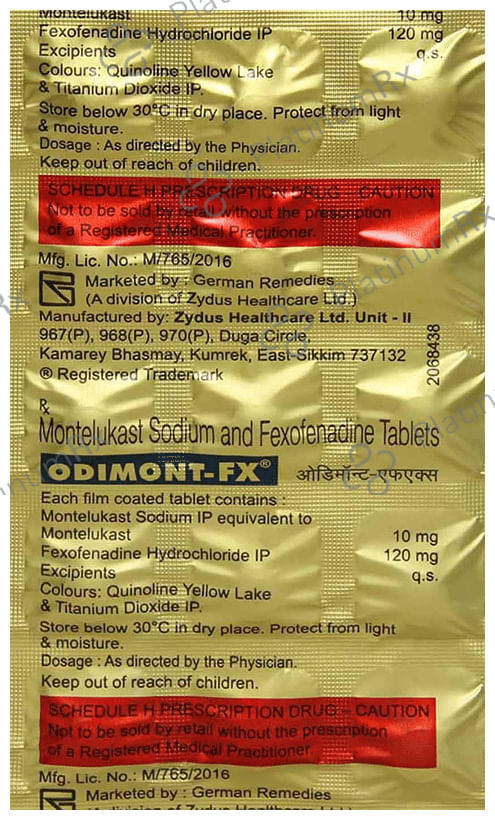 Montelukast 10 mg
Fexofenadine Hydrochloride IP 120 mg
Excipients q.s.
Colours: Quinoline Yellow Lake
& Titanium Dioxide IP.
Store below 30°C in dry place. Protect from light
& moisture.
Dosage : As directed by the Physician.
Keep out of reach of children.
SCHEDULE H PRESCRIPTION DRUG – CAUTION
Not to be sold by retail without the prescription
of a Registered Medical Practitioner.
Mfg. Lic. No.: M/765/2016
Marketed by : German Remedies
(A division of Zydus Healthcare Ltd.)
Manufactured by: Zydus Healthcare Ltd. Unit - II
967(P), 968(P), 970(P), Duga Circle,
Kamarey Bhasmay, Kumrek, East-Sikkim 737132
® Registered Trademark
2068438
Rx
Montelukast Sodium and Fexofenadine Tablets
ODIMONT-FX® ओडिमॉन्ट-एफएक्स
Each film coated tablet contains :
Montelukast Sodium IP equivalent to
Montelukast 10 mg
Fexofenadine Hydrochloride IP 120 mg
Excipients q.s.
Colours: Quinoline Yellow Lake
& Titanium Dioxide IP.
Store below 30°C in dry place. Protect from light
& moisture.
Dosage : As directed by the Physician.
Keep out of reach of children.
SCHEDULE H PRESCRIPTION DRUG – CAUTION
Not to be sold by retail without the prescription
of a Registered Medical Practitioner.
Mfg. Lic. No.: M/765/2016
Marketed by : German Remedies
(A division of Zydus Healthcare Ltd.)
PlatinumRx
PlatinumRx
PlatinumRx